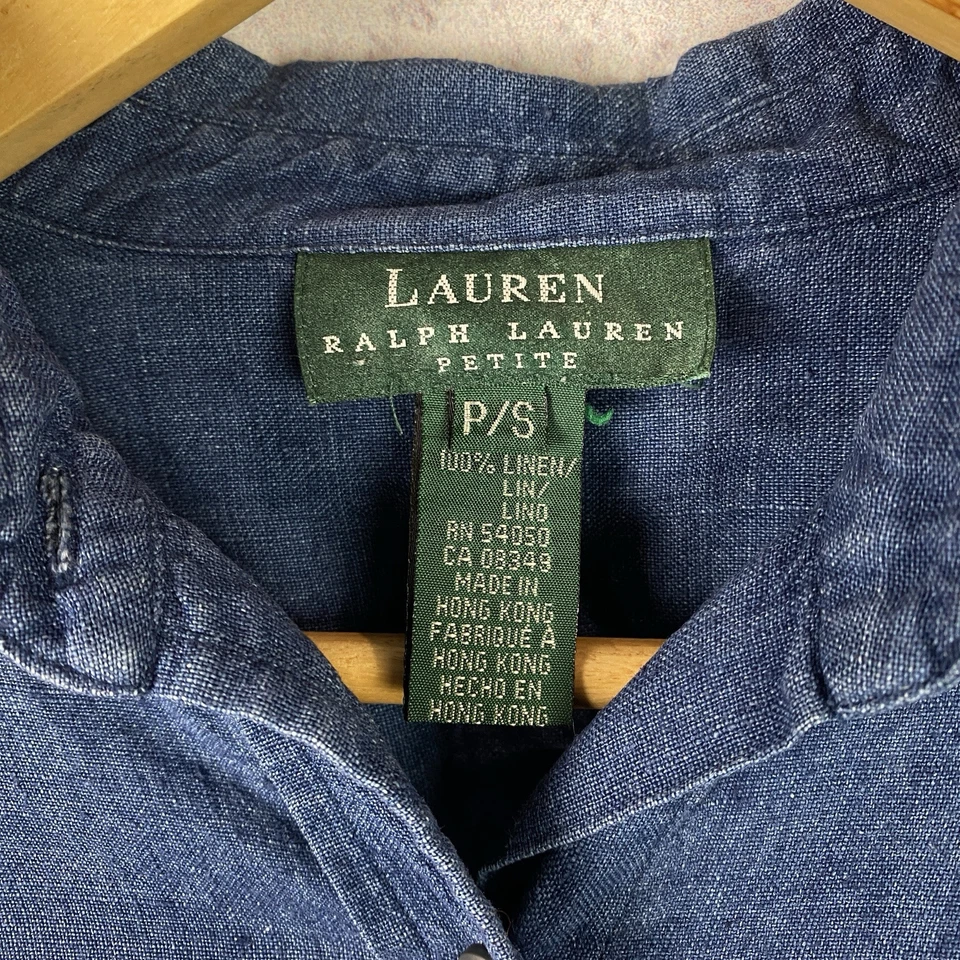 LAUREN
RALPH LAUREN
PETITE
P/S
100% LINEN/
LIN/
LINO
RN 54050
CA 08349
MADE IN
HONG KONG
FABRIQUE À
HONG KONG
HECHO EN
HONG KONG